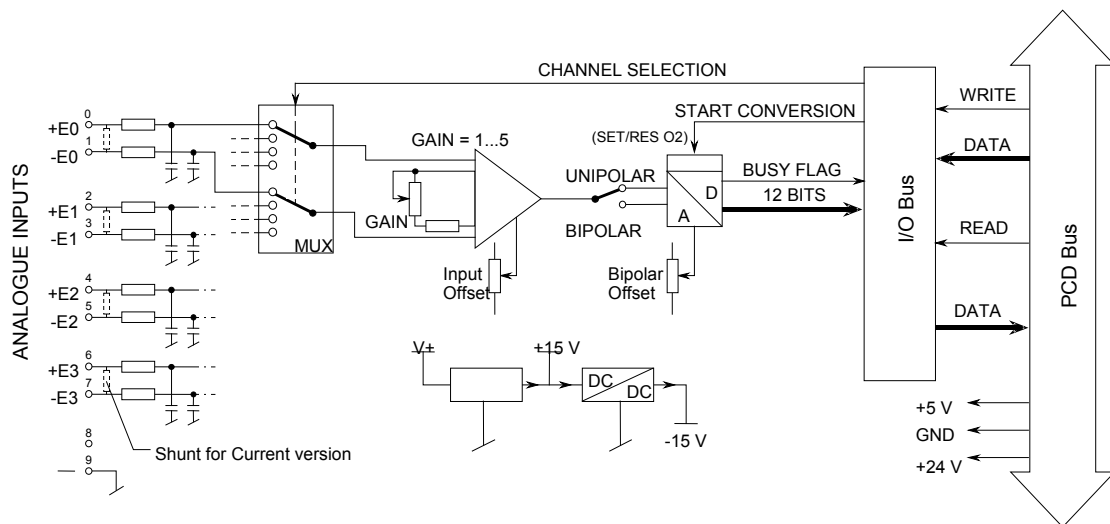 CHANNEL SELECTION
START CONVERSION
(SET/RES O2)
WRITE
DATA
BUSY FLAG
12 BITS
READ
DATA
I/O Bus
PCD Bus
+5 V
GND
+24 V
ANALOGUE INPUTS
0
+E0
1
-E0
2
+E1
3
-E1
4
+E2
5
-E2
6
+E3
7
-E3
8
9
Shunt for Current version
MUX
GAIN = 1...5
GAIN
Input
Offset
UNIPOLAR
BIPOLAR
D
A
Bipolar
Offset
V+
+15 V
DC
DC
-15 V